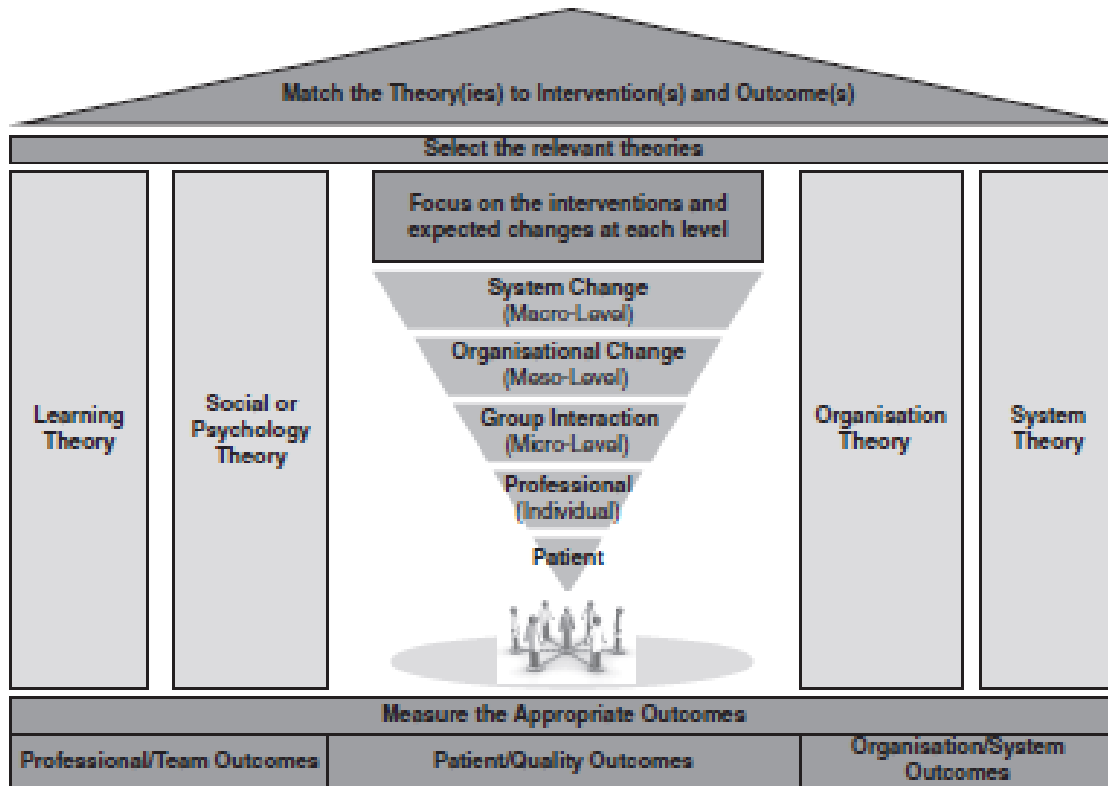 Match the Theory(ies) to Intervention(s) and Outcome(s)
Select the relevant theories
Learning
Theory
Social or
Psychology
Theory
Focus on the interventions and
expected changes at each level
System Change
(Macro-Level)
Organisational Change
(Meso-Level)
Group Interaction
(Micro-Level)
Professional
(Individual)
Patient
Organisation
Theory
System
Theory
Measure the Appropriate Outcomes
Professional/Team Outcomes
Patient/Quality Outcomes
Organisation/System
Outcomes